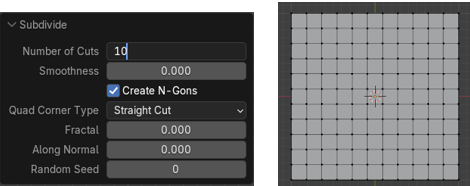 Subdivide
Number of Cuts 10
Smoothness 0.000
Create N-Gons
Quad Corner Type Straight Cut
Fractal 0.000
Along Normal 0.000
Random Seed 0